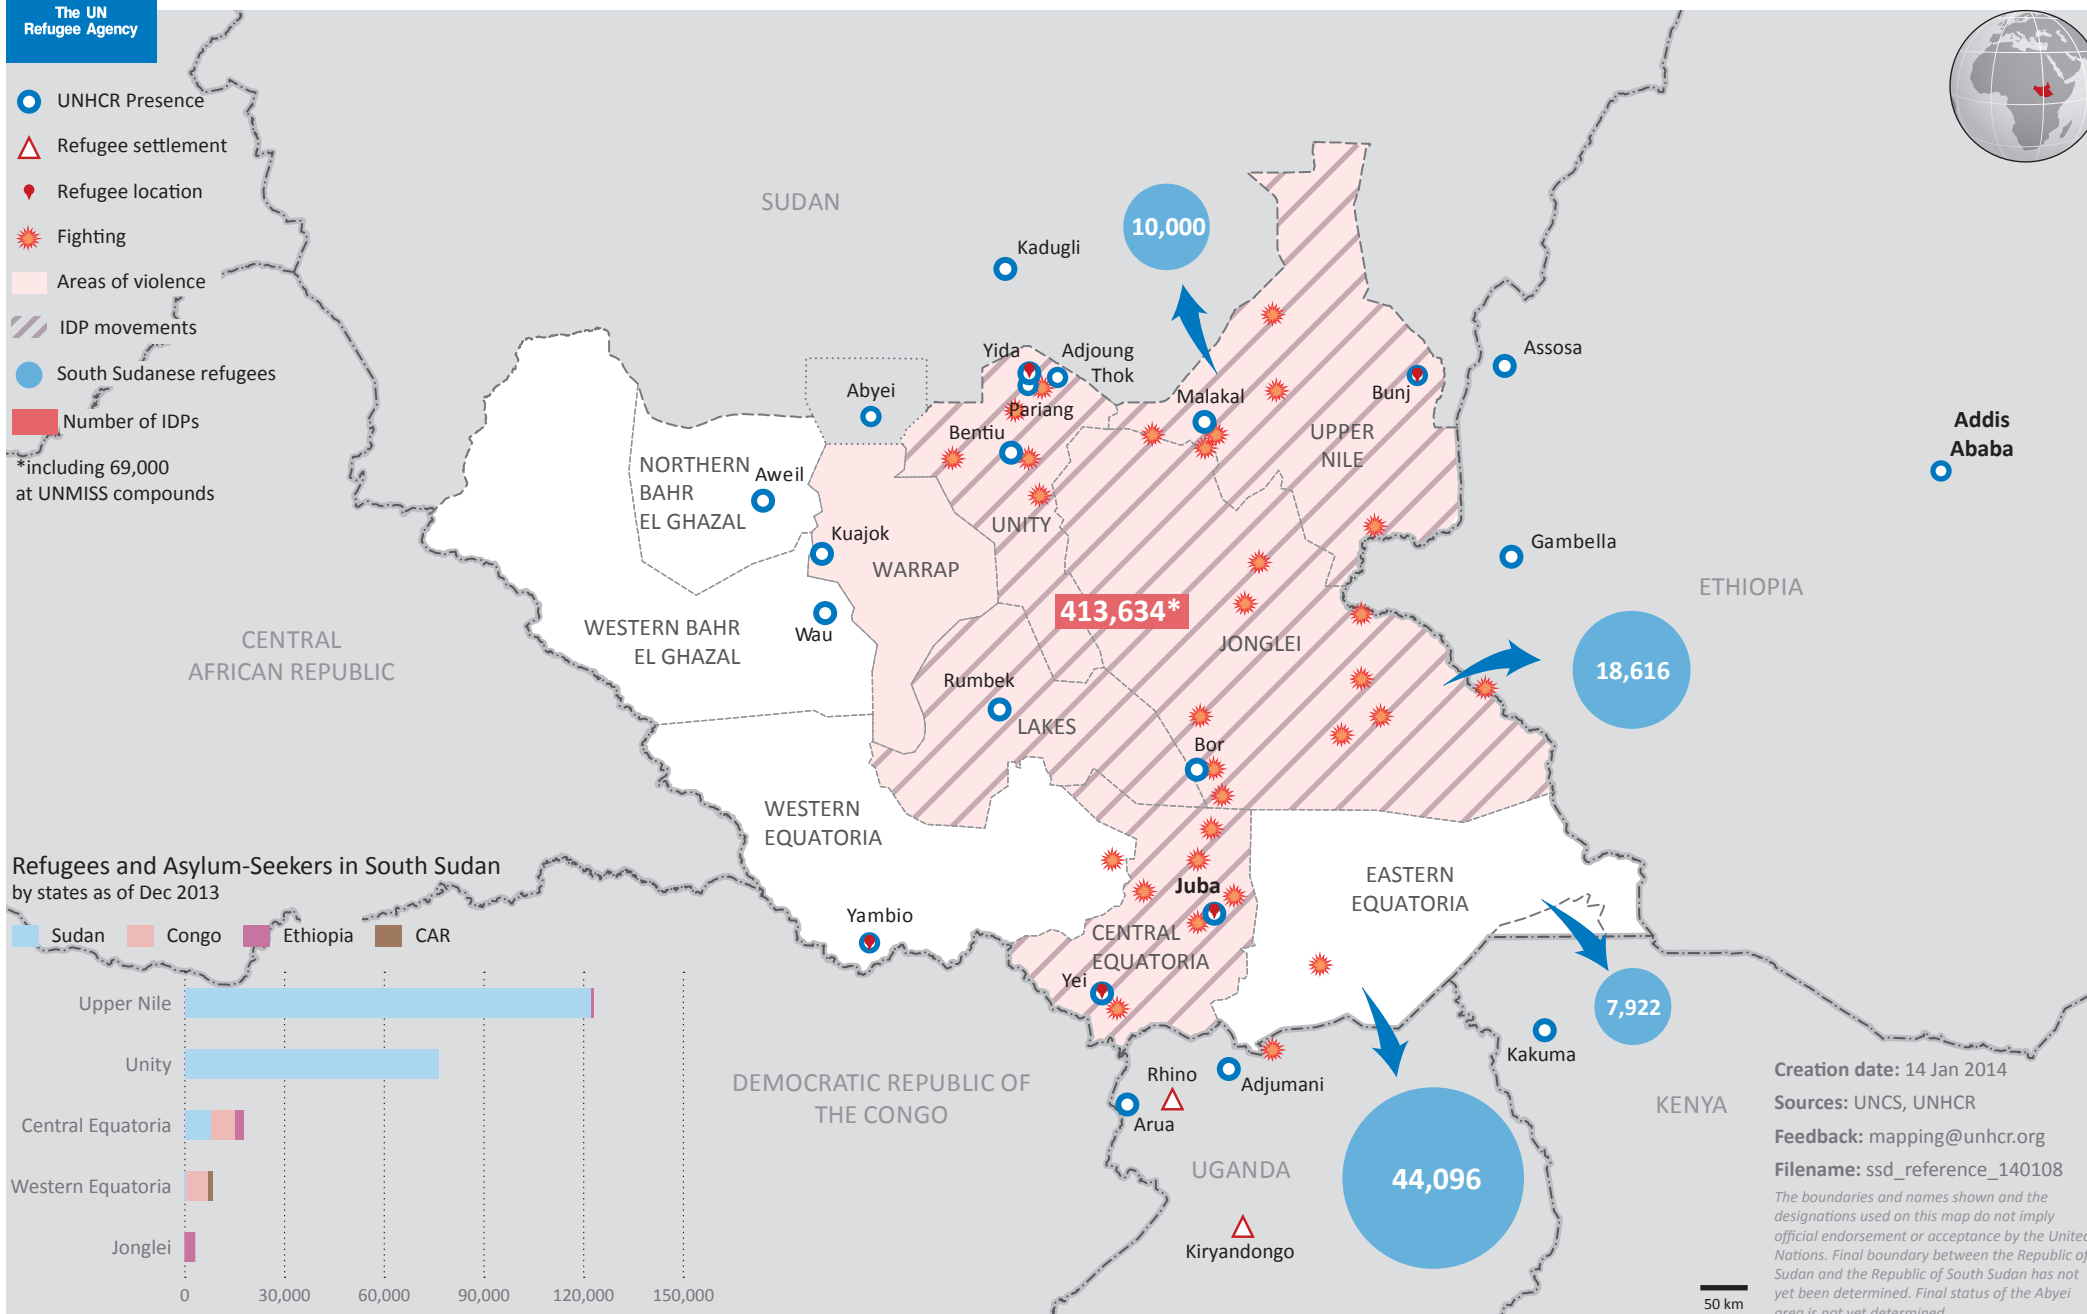 The UN
Refugee Agency
UNHCR Presence
Refugee settlement
Refugee location
Fighting
Areas of violence
IDP movements
South Sudanese refugees
Number of IDPs
*including 69,000
at UNMISS compounds
SUDAN
10,000
Kadugli
Yida
Adjoung
Thok
Abyei
Pariang
Malakal
Bunj
Assosa
Bentiu
UPPER
NILE
Addis
Ababa
NORTHERN
BAHR
EL GHAZAL
Aweil
UNITY
Kuajok
WARRAP
Gambella
ETHIOPIA
413,634*
WESTERN BAHR
EL GHAZAL
Wau
JONGLEI
CENTRAL
AFRICAN REPUBLIC
18,616
Rumbek
LAKES
Bor
WESTERN
EQUATORIA
EASTERN
EQUATORIA
Juba
Yambio
CENTRAL
EQUATORIA
Yei
7,922
Kakuma
Rhino
Adjumani
Arua
DEMOCRATIC REPUBLIC OF
THE CONGO
UGANDA
44,096
KENYA
Kiryandongo
Refugees and Asylum-Seekers in South Sudan
by states as of Dec 2013
Sudan Congo Ethiopia CAR
Upper Nile
Unity
Central Equatoria
Western Equatoria
Jonglei
0 30,000 60,000 90,000 120,000 150,000
Creation date: 14 Jan 2014
Sources: UNCS, UNHCR
Feedback: mapping@unhcr.org
Filename: ssd_reference_140108
The boundaries and names shown and the
designations used on this map do not imply
official endorsement or acceptance by the United
Nations. Final boundary between the Republic of
Sudan and the Republic of South Sudan has not
yet been determined. Final status of the Abyei
area is not yet determined
50 km